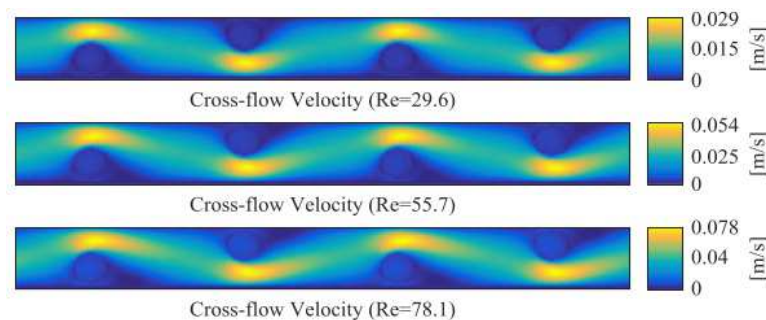 0.029
0.015
0
[m/s]
Cross-flow Velocity (Re=29.6)
0.054
0.025
0
[m/s]
Cross-flow Velocity (Re=55.7)
0.078
0.04
0
[m/s]
Cross-flow Velocity (Re=78.1)